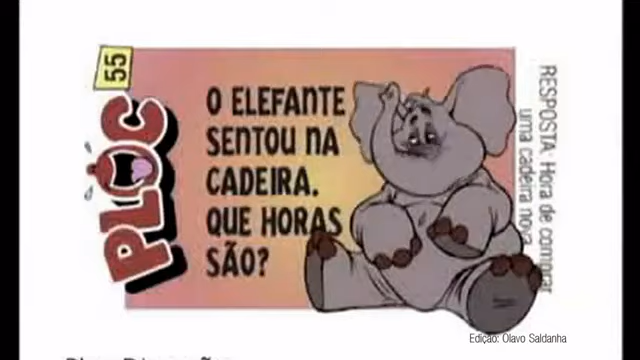 55
PLOC
O ELEFANTE
SENTOU NA
CADEIRA.
QUE HORAS
SÃO?
RESPOSTA: Hora de comprar
uma cadeira nova
Edição: Olavo Saldanha